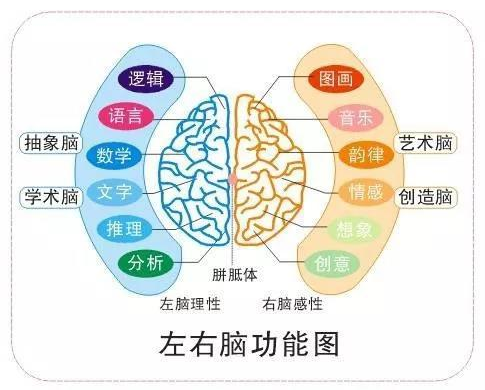 逻辑
语言
数学
文字
推理
分析
抽象脑
学术脑
图画
音乐
韵律
情感
想象
创意
艺术脑
创造脑
胼胝体
左脑理性
右脑感性
左右脑功能图